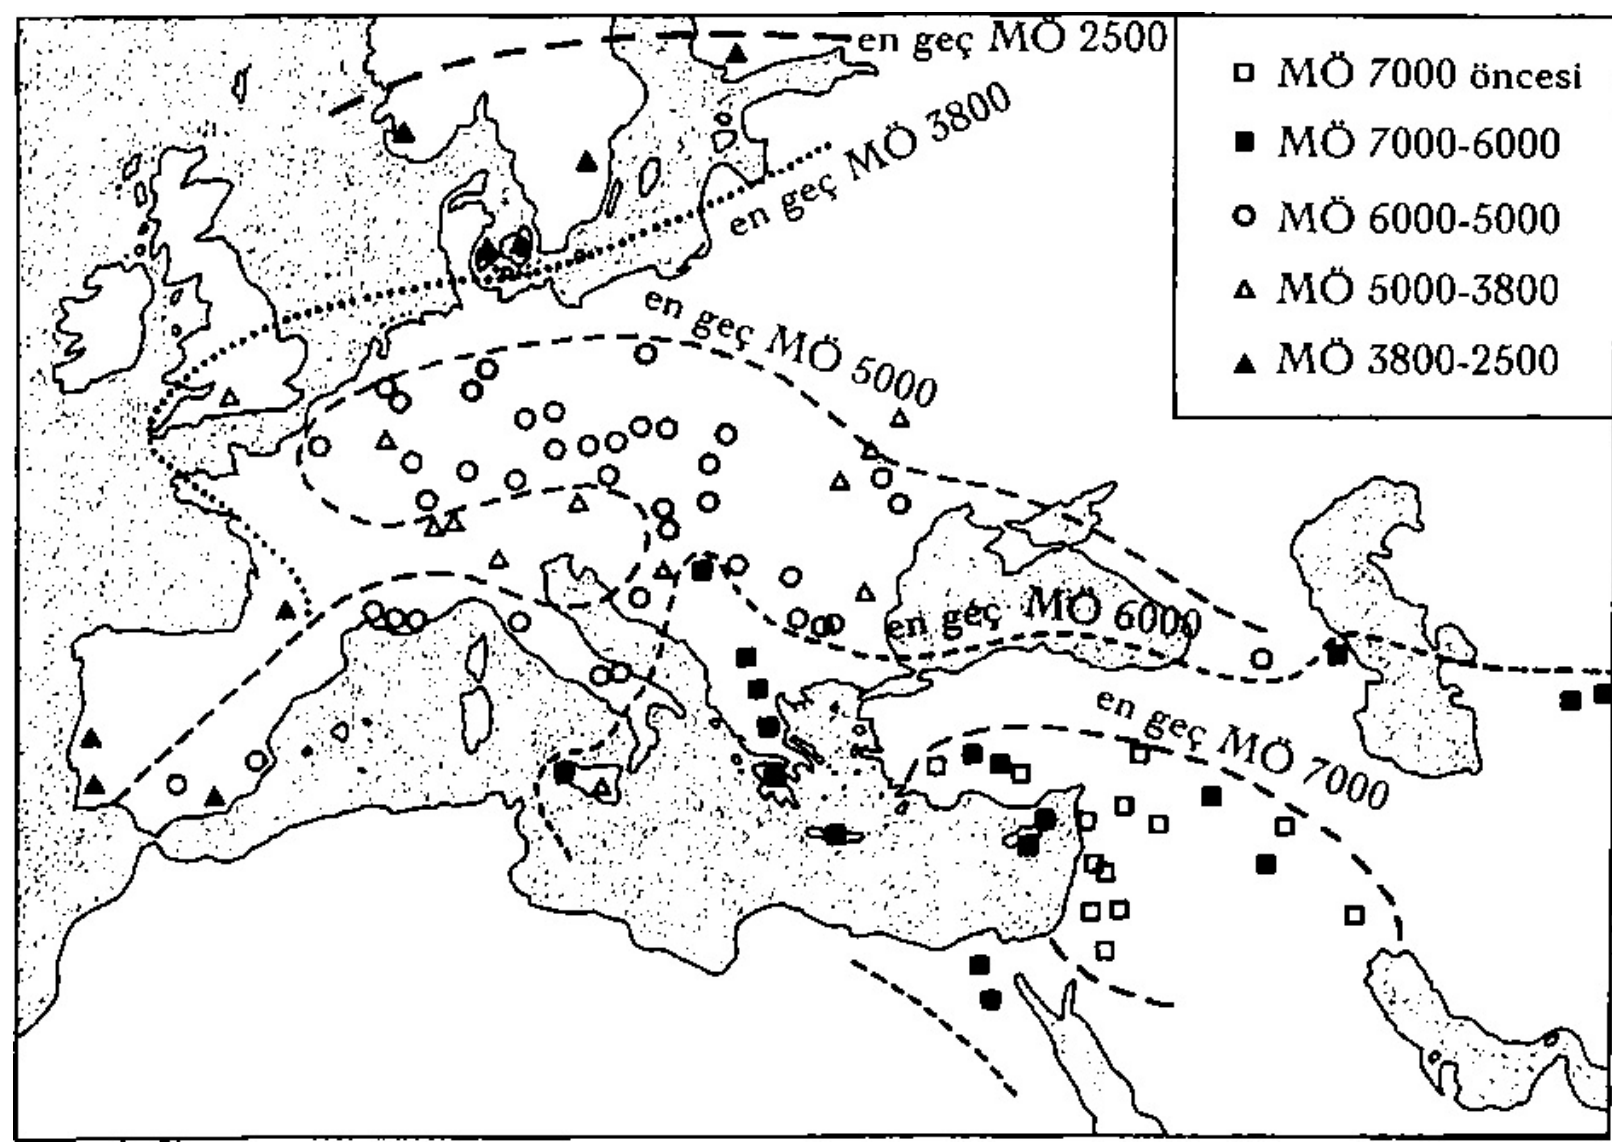 en geç MÖ 2500
en geç MÖ 3800
en geç MÖ 5000
en geç MÖ 6000
en geç MÖ 7000
MÖ 7000 öncesi
MÖ 7000-6000
MÖ 6000-5000
MÖ 5000-3800
MÖ 3800-2500